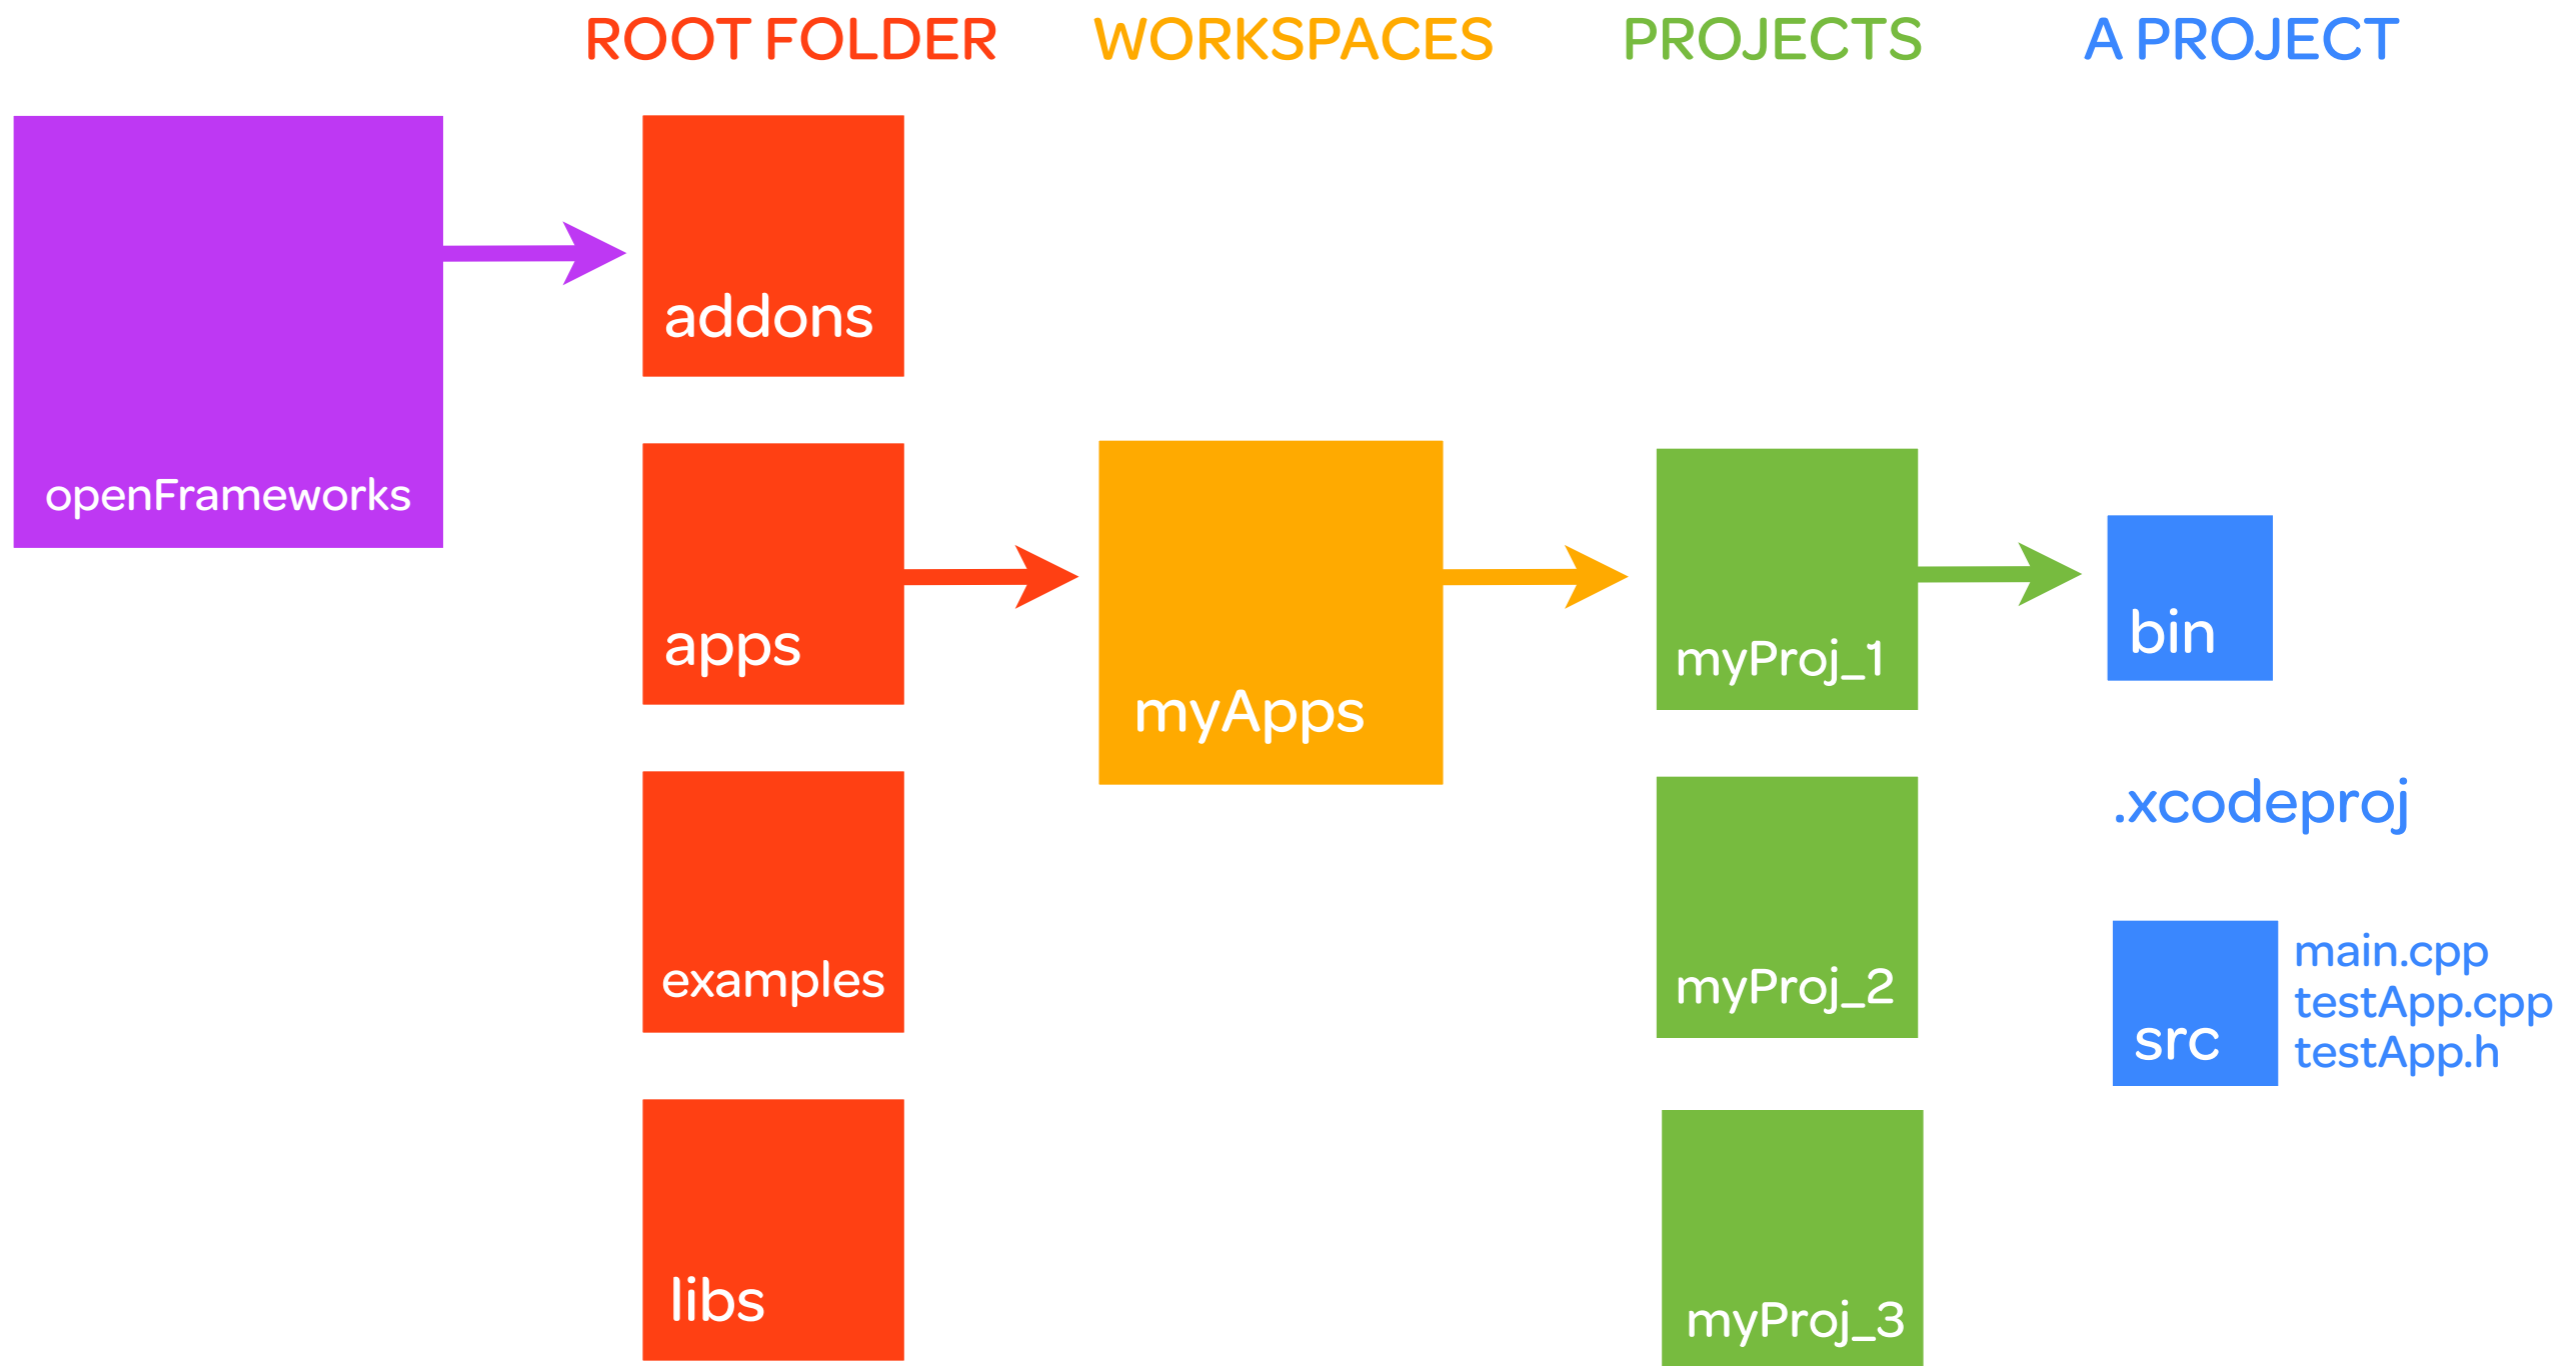 ROOT FOLDER
WORKSPACES
PROJECTS
A PROJECT
openFrameworks
addons
apps
examples
libs
myApps
myProj_1
myProj_2
myProj_3
bin
.xcodeproj
src
main.cpp
testApp.cpp
testApp.h